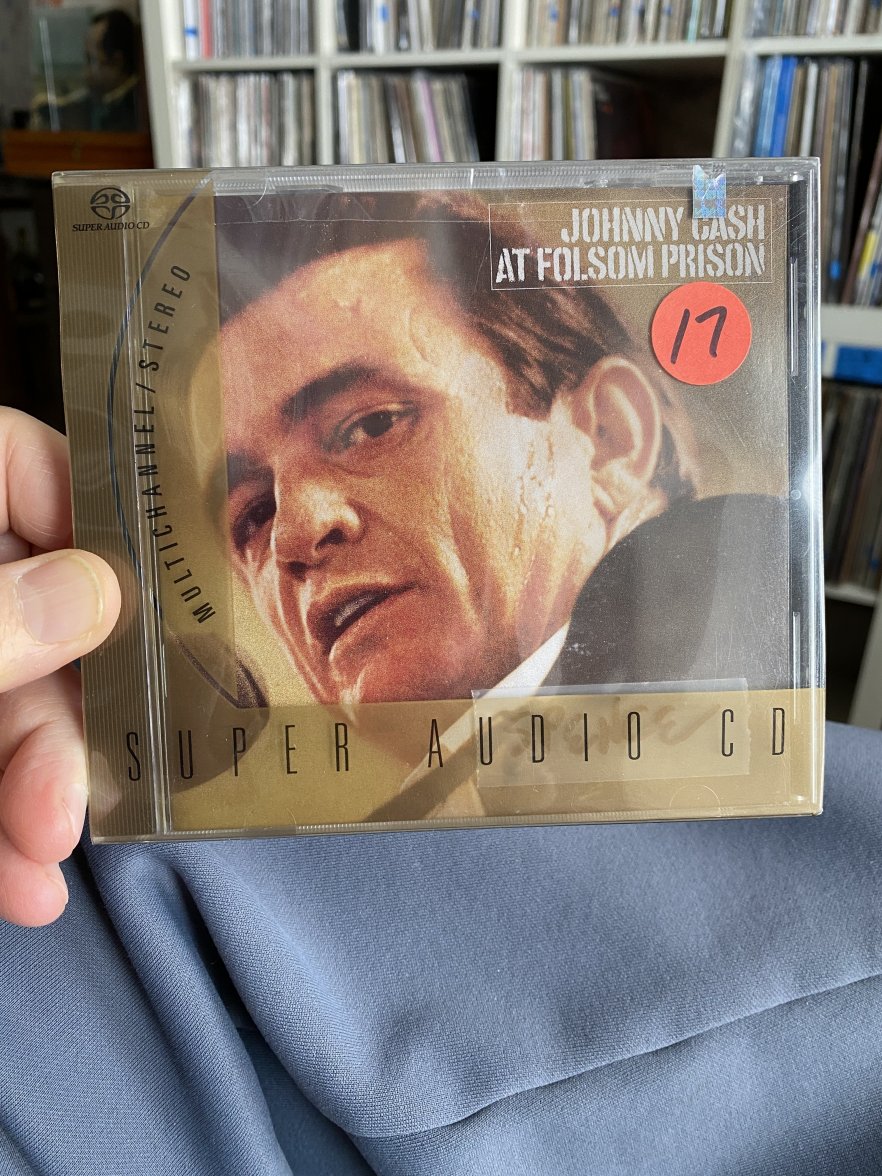 SUPER AUDIO CD
MULTICHANNEL/STEREO
JOHNNY CASH
AT FOLSOM PRISON
17
SUPER AUDIO CD